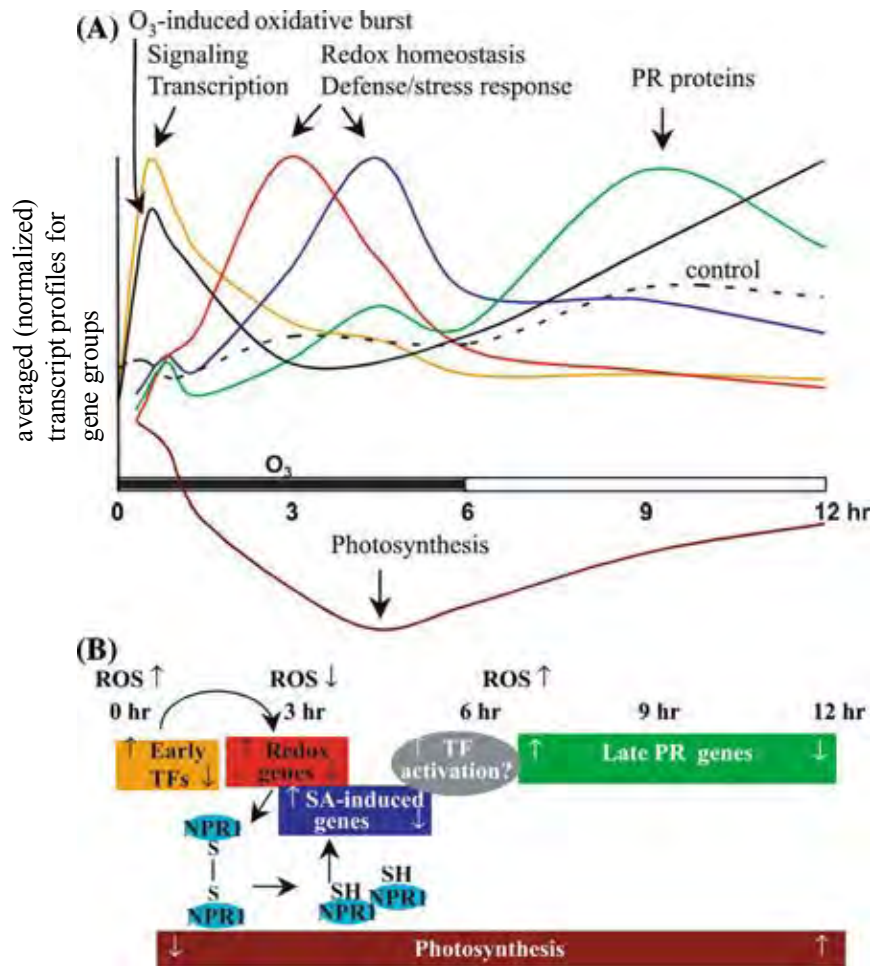 (A)
O3-induced oxidative burst
Signaling
Transcription
Redox homeostasis
Defense/stress response
PR proteins
averaged (normalized)
transcript profiles for
gene groups
control
O3
0 3 6 9 12 hr
Photosynthesis
(B)
ROS ↑ ROS ↓ ROS ↑
0 hr 3 hr 6 hr 9 hr 12 hr
↑ Early
TFs ↓
↑ Redox
genes ↓
↑ TF
activation?
↑ Late PR genes ↓
↑ SA-induced
genes ↓
NPR1
S
S
NPR1
SH
NPR1
SH
NPR1
↓ Photosynthesis ↑